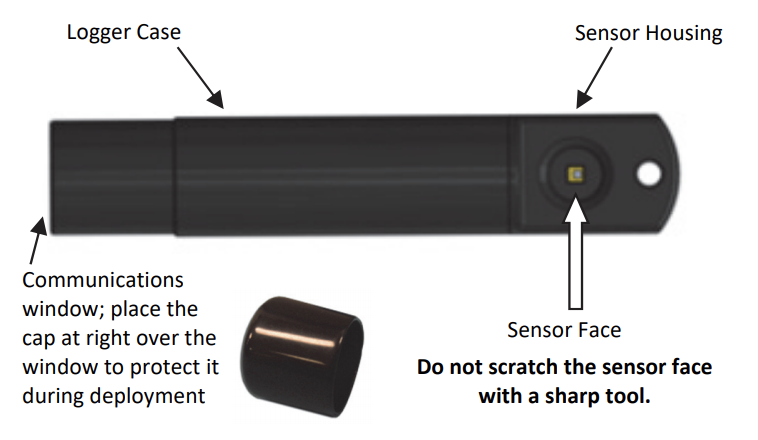 Logger Case
Sensor Housing
Communications
window; place the
cap at right over the
window to protect it
during deployment
Sensor Face
Do not scratch the sensor face
with a sharp tool.